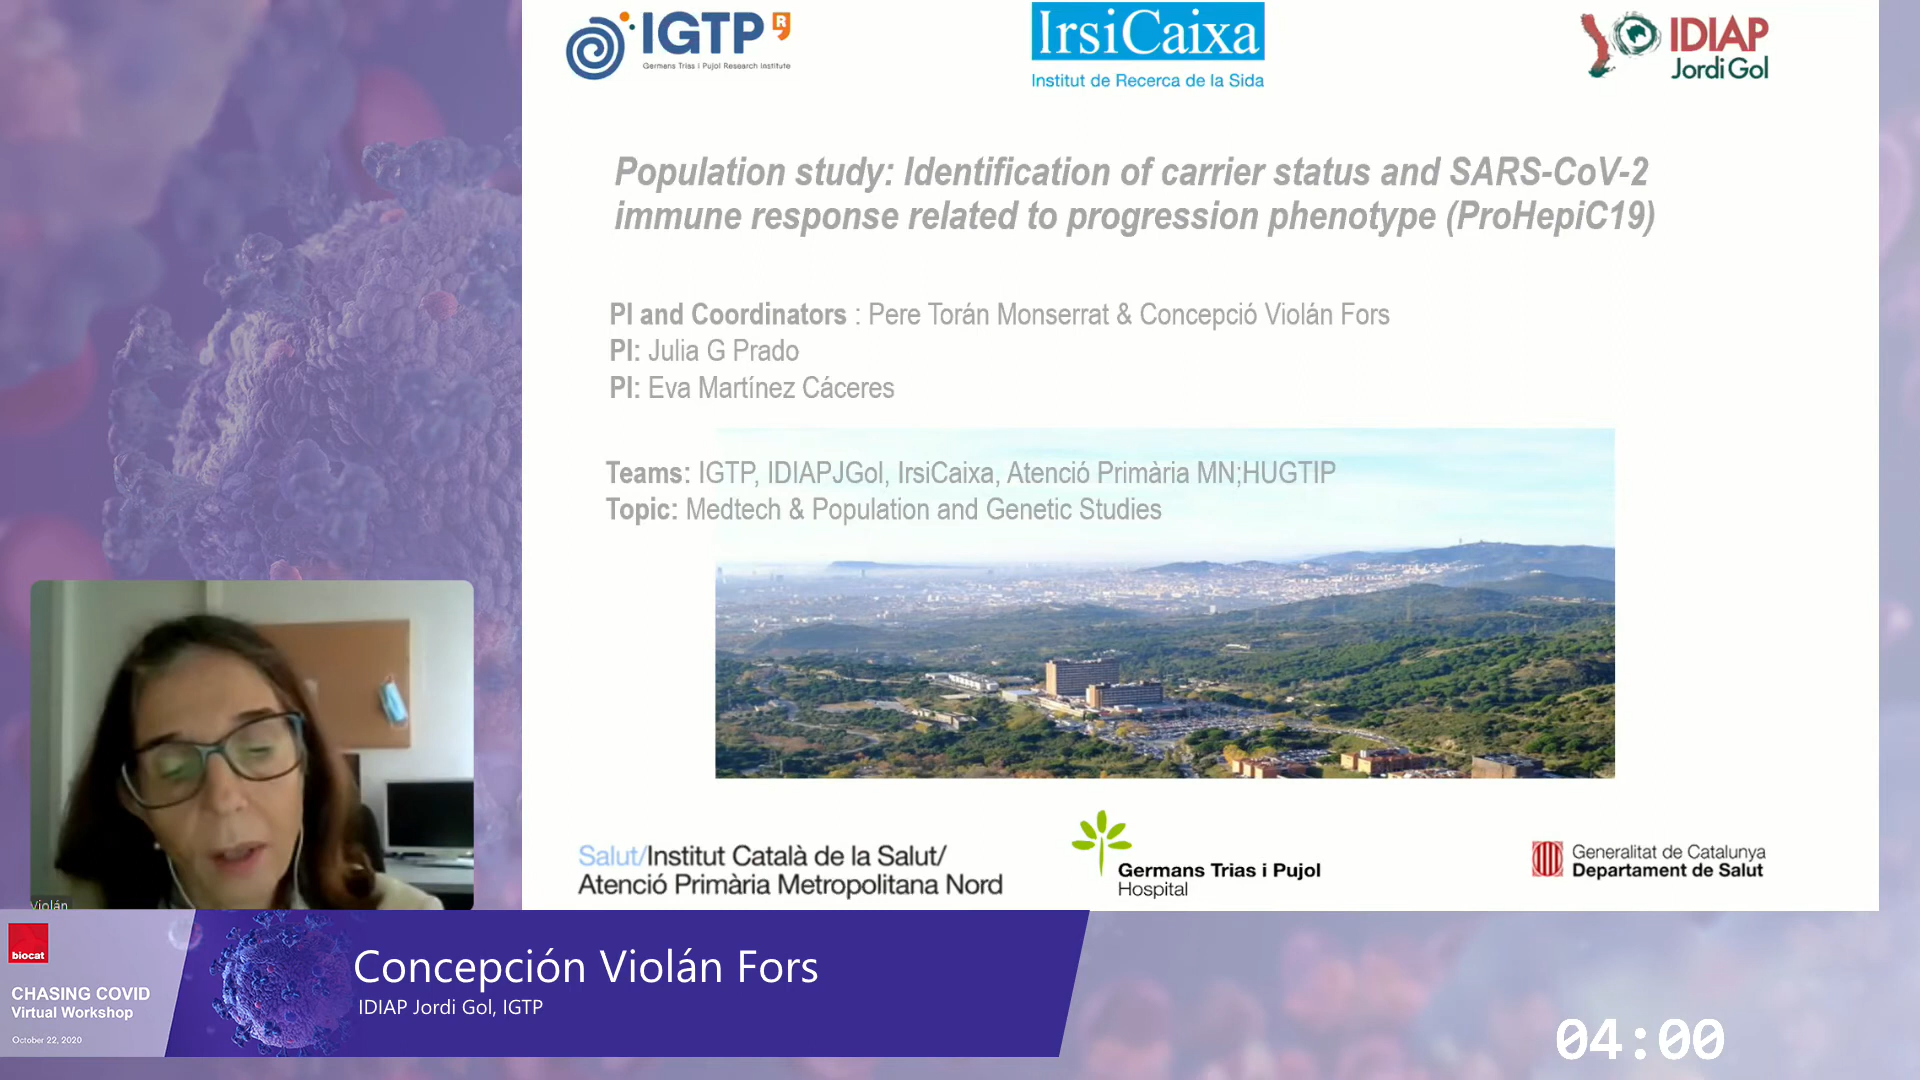 IGTP R
Germans Trias i Pujol Research Institute
IrsiCaixa
Institut de Recerca de la Sida
IDIAP
Jordi Gol
Population study: Identification of carrier status and SARS-CoV-2
immune response related to progression phenotype (ProHepiC19)
PI and Coordinators : Pere Torán Monserrat & Concepció Violán Fors
PI: Julia G Prado
PI: Eva Martínez Cáceres
Teams: IGTP, IDIAPJGol, IrsiCaixa, Atenció Primària MN;HUGTIP
Topic: Medtech & Population and Genetic Studies
Salut/Institut Català de la Salut/
Atenció Primària Metropolitana Nord
Germans Trias i Pujol
Hospital
Generalitat de Catalunya
Departament de Salut
Violán
biocat
CHASING COVID
Virtual Workshop
October 22, 2020
Concepción Violán Fors
IDIAP Jordi Gol, IGTP
04:00